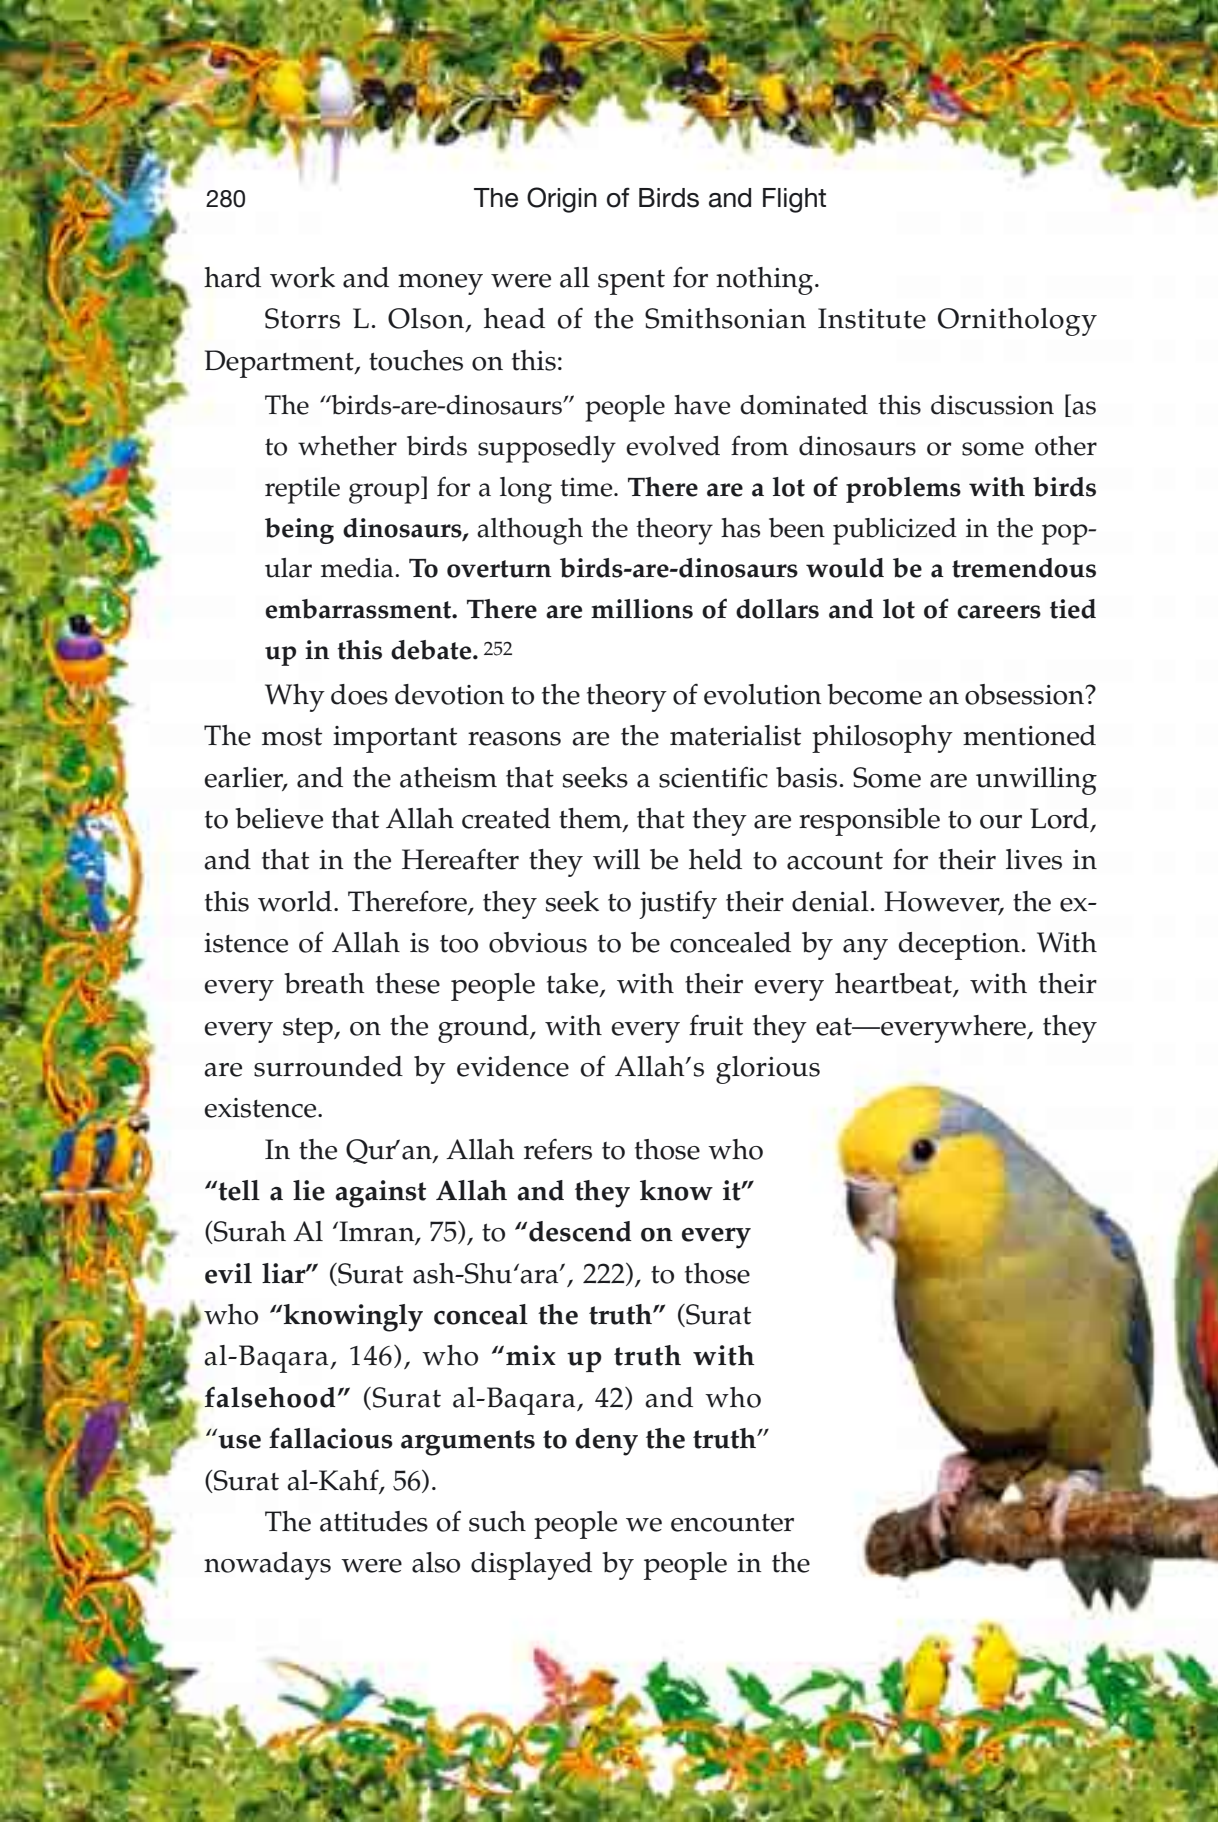 280
The Origin of Birds and Flight
hard work and money were all spent for nothing.
Storrs L. Olson, head of the Smithsonian Institute Ornithology
Department, touches on this:
The “birds-are-dinosaurs” people have dominated this discussion [as
to whether birds supposedly evolved from dinosaurs or some other
reptile group] for a long time. There are a lot of problems with birds
being dinosaurs, although the theory has been publicized in the pop-
ular media. To overturn birds-are-dinosaurs would be a tremendous
embarrassment. There are millions of dollars and lot of careers tied
up in this debate. 252
Why does devotion to the theory of evolution become an obsession?
The most important reasons are the materialist philosophy mentioned
earlier, and the atheism that seeks a scientific basis. Some are unwilling
to believe that Allah created them, that they are responsible to our Lord,
and that in the Hereafter they will be held to account for their lives in
this world. Therefore, they seek to justify their denial. However, the ex-
istence of Allah is too obvious to be concealed by any deception. With
every breath these people take, with their every heartbeat, with their
every step, on the ground, with every fruit they eat—everywhere, they
are surrounded by evidence of Allah’s glorious
existence.
In the Qur’an, Allah refers to those who
“tell a lie against Allah and they know it”
(Surah Al ‘Imran, 75), to “descend on every
evil liar” (Surat ash-Shu‘ara’, 222), to those
who “knowingly conceal the truth” (Surat
al-Baqara, 146), who “mix up truth with
falsehood” (Surat al-Baqara, 42) and who
“use fallacious arguments to deny the truth”
(Surat al-Kahf, 56).
The attitudes of such people we encounter
nowadays were also displayed by people in the